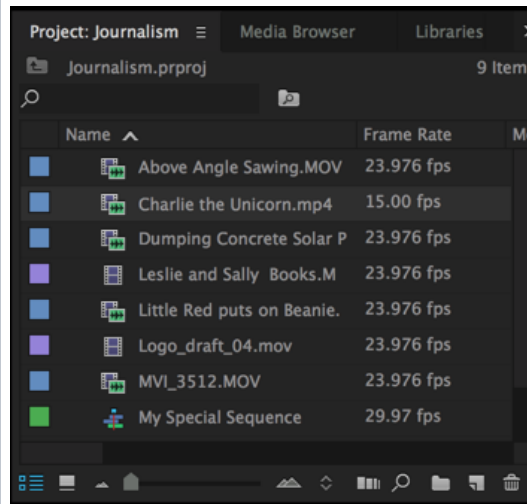 Project: Journalism Media Browser Libraries
Journalism.prproj 9 Item
Name Frame Rate
Above Angle Sawing.MOV 23.976 fps
Charlie the Unicorn.mp4 15.00 fps
Dumping Concrete Solar P 23.976 fps
Leslie and Sally Books.M 23.976 fps
Little Red puts on Beanie. 23.976 fps
Logo_draft_04.mov 23.976 fps
MVI_3512.MOV 23.976 fps
My Special Sequence 29.97 fps